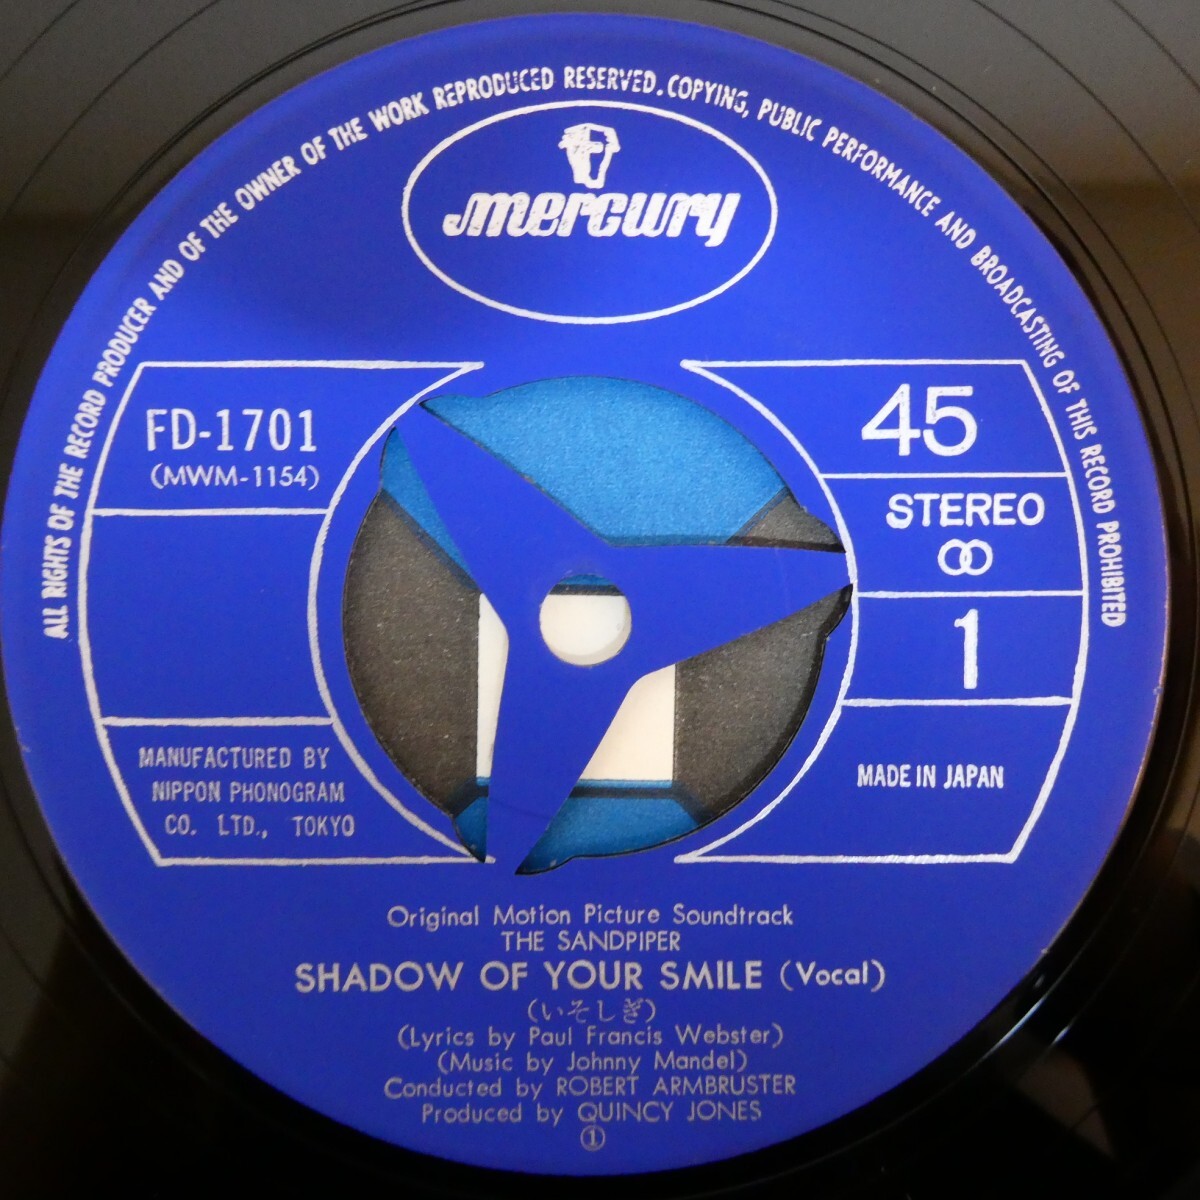 ALL RIGHTS OF THE RECORD PRODUCER AND OF THE OWNER OF THE WORK REPRODUCED RESERVED. COPYING, PUBLIC PERFORMANCE AND BROADCASTING OF THIS RECORD PROHIBITED
mercury
FD-1701
(MWM-1154)
45
STEREO
1
MANUFACTURED BY
NIPPON PHONOGRAM
CO. LTD., TOKYO
MADE IN JAPAN
Original Motion Picture Soundtrack
THE SANDPIPER
SHADOW OF YOUR SMILE (Vocal)
(いそしぎ)
(Lyrics by Paul Francis Webster)
(Music by Johnny Mandel)
Conducted by ROBERT ARMBRUSTER
Produced by QUINCY JONES
①